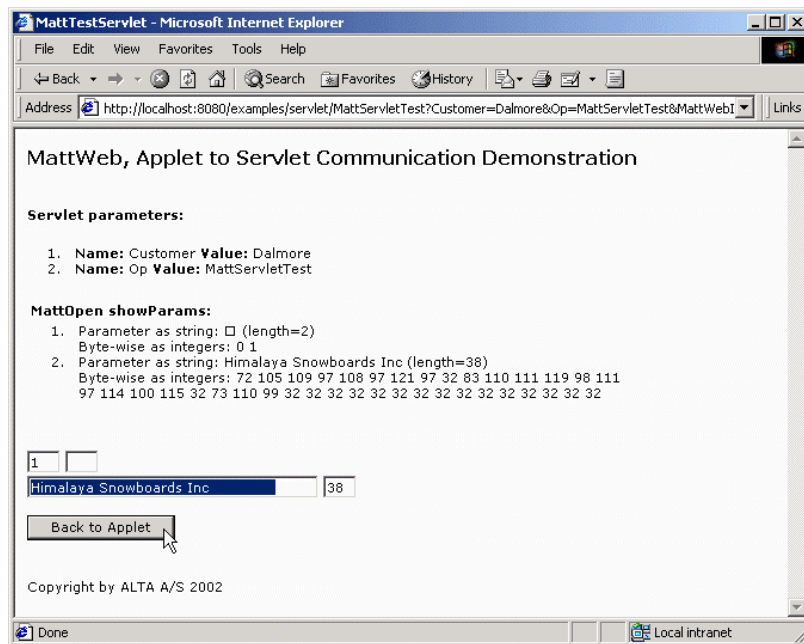 MattTestServlet - Microsoft Internet Explorer
File Edit View Favorites Tools Help
Back Search Favorites History
Address http://localhost:8080/examples/servlet/MattServletTest?Customer=Dalmore&Op=MattServletTest&MattWebI Links
MattWeb, Applet to Servlet Communication Demonstration
Servlet parameters:
1. Name: Customer Value: Dalmore
2. Name: Op Value: MattServletTest
MattOpen showParams:
1. Parameter as string: □ (length=2)
Byte-wise as integers: 0 1
2. Parameter as string: Himalaya Snowboards Inc (length=38)
Byte-wise as integers: 72 105 109 97 108 97 121 97 32 83 110 111 119 98 111
97 114 100 115 32 73 110 99 32 32 32 32 32 32 32 32 32 32 32 32 32 32 32
1
Himalaya Snowboards Inc 38
Back to Applet
Copyright by ALTA A/S 2002
Done Local intranet